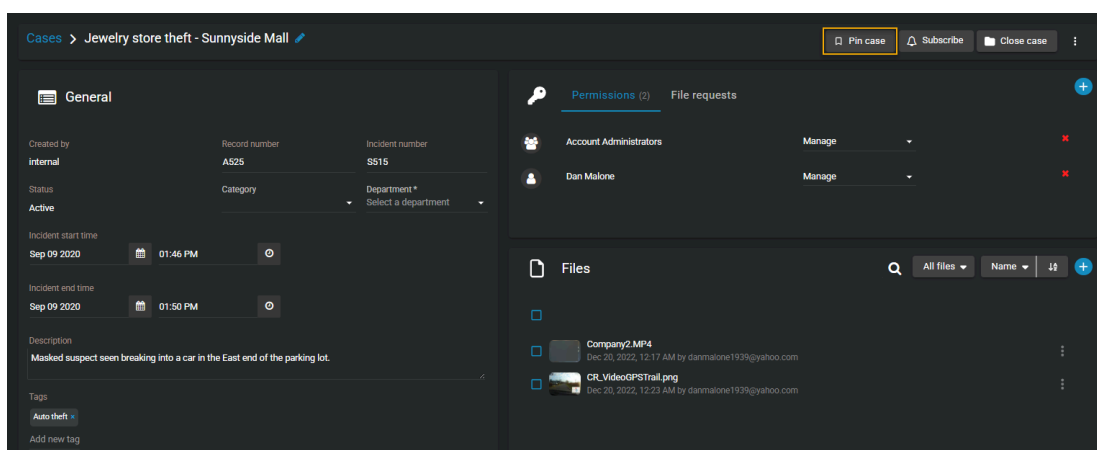 Cases > Jewelry store theft - Sunnyside Mall
Pin case
Subscribe
Close case
General
Created by
internal
Record number
A525
Incident number
S515
Status
Active
Category
Department *
Select a department
Incident start time
Sep 09 2020
01:46 PM
Incident end time
Sep 09 2020
01:50 PM
Description
Masked suspect seen breaking into a car in the East end of the parking lot.
Tags
Auto theft ×
Add new tag
Permissions (2)
File requests
Account Administrators
Manage
Dan Malone
Manage
Files
All files
Name
Company2.MP4
Dec 20, 2022, 12:17 AM by danmalone1939@yahoo.com
CR_VideoGPSTrail.png
Dec 20, 2022, 12:23 AM by danmalone1939@yahoo.com